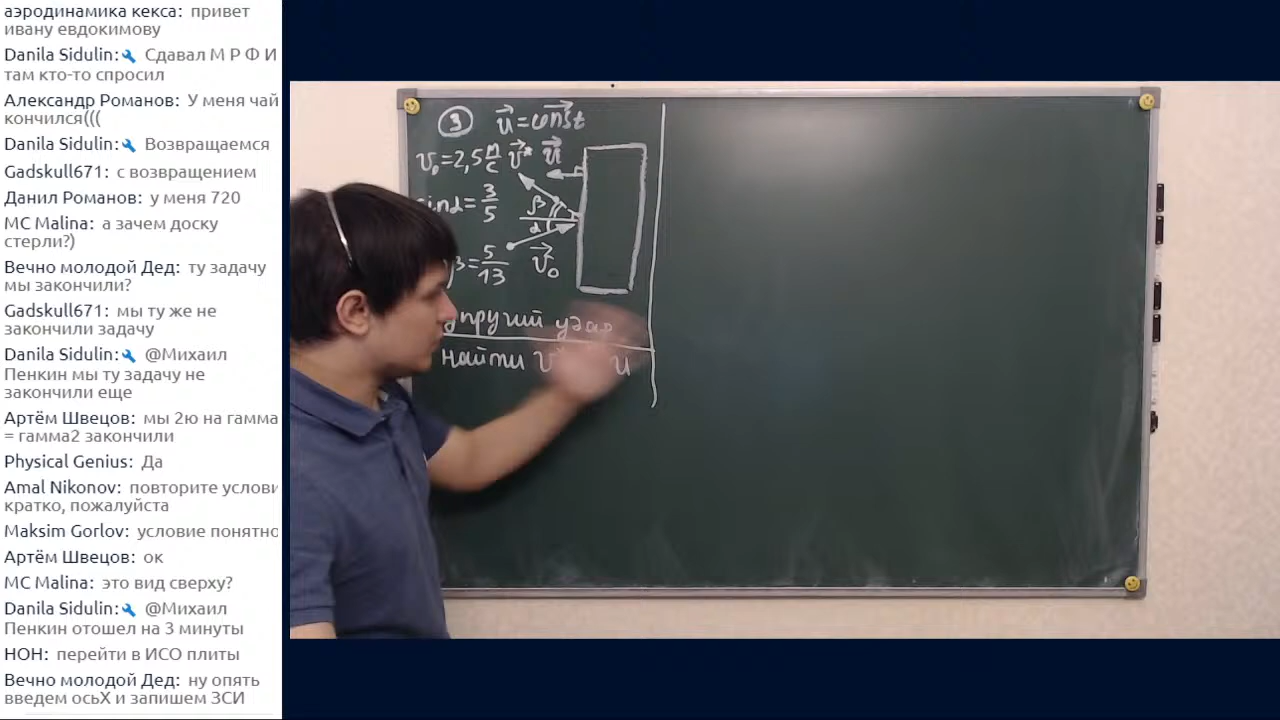 аэродинамика кекса: привет
ивану евдокимову
Danila Sidulin: Сдавал М Р Ф И
там кто-то спросил
Александр Романов: У меня чай
кончился(((
Danila Sidulin: Возвращаемся
Gadskull671: с возвращением
Данил Романов: у меня 720
MC Malina: а зачем доску
стерли?)
Вечно молодой Дед: ту задачу
мы закончили?
Gadskull671: мы ту же не
закончили задачу
Danila Sidulin: @Михаил
Пенкин мы ту задачу не
закончили еще
Артём Швецов: мы 2ю на гамма
= гамма2 закончили
Physical Genius: Да
Amal Nikonov: повторите услови
кратко, пожалуйста
Maksim Gorlov: условие понятно
Артём Швецов: ок
MC Malina: это вид сверху?
Danila Sidulin: @Михаил
Пенкин отошел на 3 минуты
НОН: перейти в ИСО плиты
Вечно молодой Дед: ну опять
введем осьХ и запишем ЗСИ
3 u⃗ = const
v₀ = 2,5 м/с v⃗* u⃗
inα = 3/5
β
α
= 5/13 v⃗₀
упругий удар
найти v u